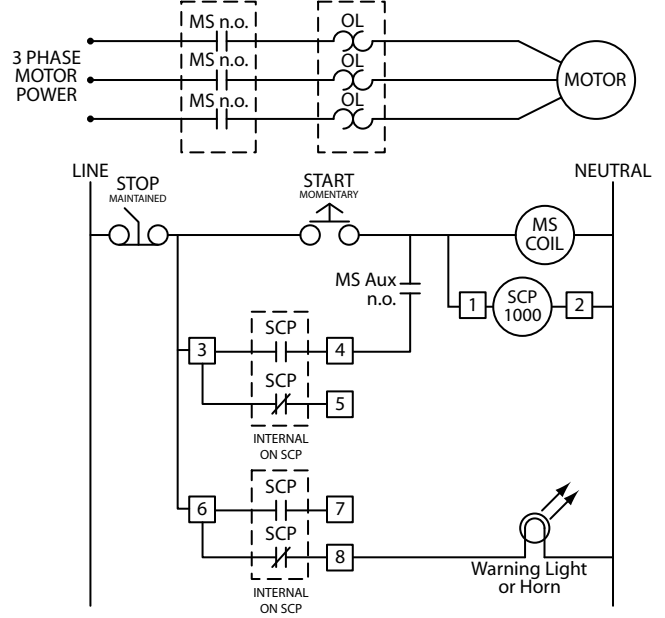 MS n.o.
OL
3 PHASE
MOTOR
POWER
MS n.o.
OL
MOTOR
MS n.o.
OL
LINE
NEUTRAL
STOP
MAINTAINED
START
MOMENTARY
MS
COIL
MS Aux
n.o.
1
SCP
1000
2
SCP
3
4
SCP
5
INTERNAL
ON SCP
SCP
6
7
SCP
8
Warning Light
or Horn
INTERNAL
ON SCP